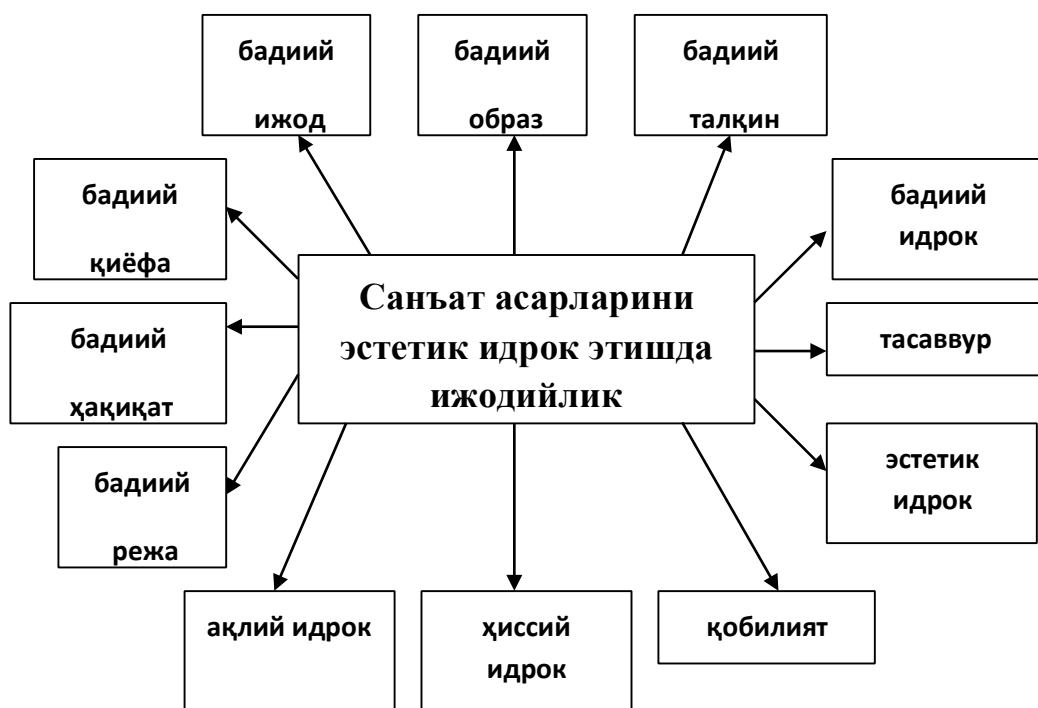 бадиий
ижод
бадиий
образ
бадиий
талқин
бадиий
қиёфа
бадиий
идрок
Санъат асарларини
эстетик идрок этишда
ижодийлик
бадиий
ҳақиқат
тасаввур
бадиий
режа
эстетик
идрок
ақлий идрок
ҳиссий
идрок
қобилият